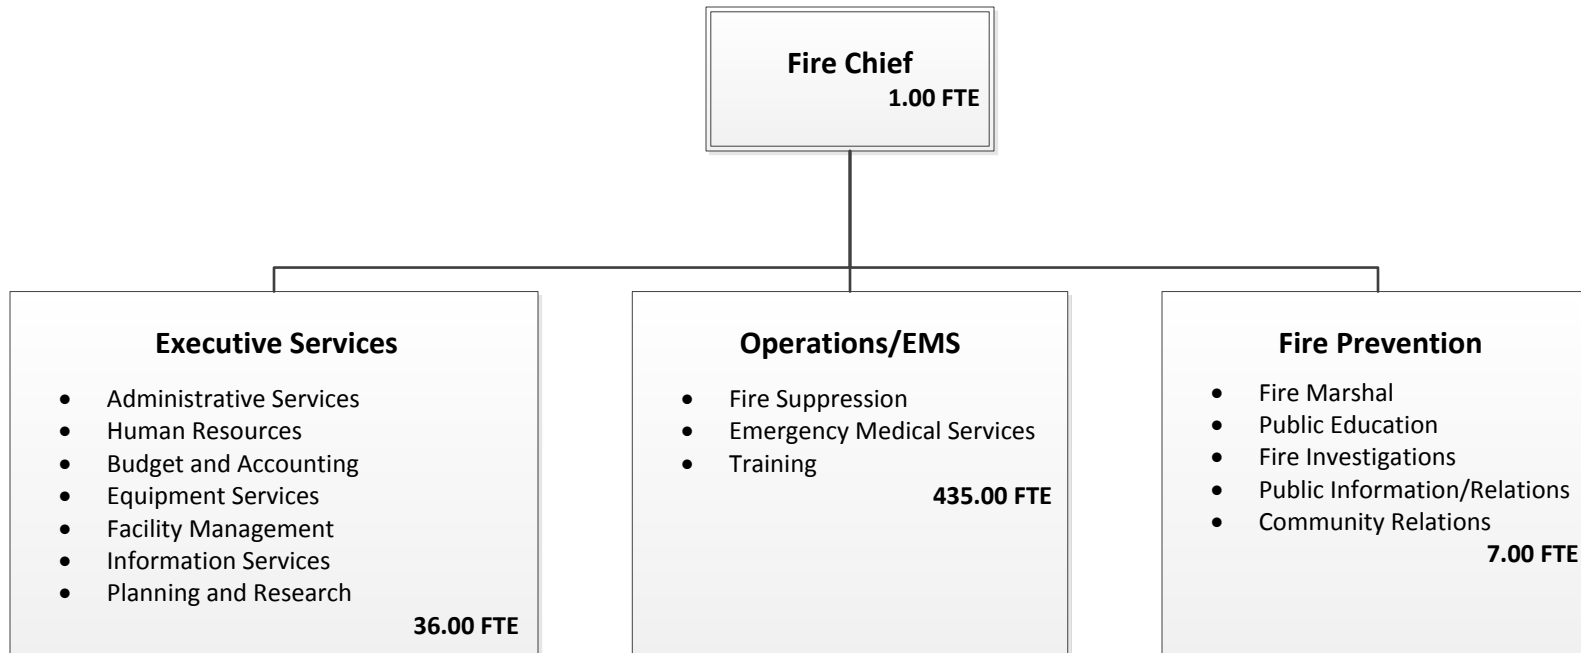 Fire Chief
1.00 FTE
Executive Services
• Administrative Services
• Human Resources
• Budget and Accounting
• Equipment Services
• Facility Management
• Information Services
• Planning and Research
36.00 FTE
Operations/EMS
• Fire Suppression
• Emergency Medical Services
• Training
435.00 FTE
Fire Prevention
• Fire Marshal
• Public Education
• Fire Investigations
• Public Information/Relations
• Community Relations
7.00 FTE